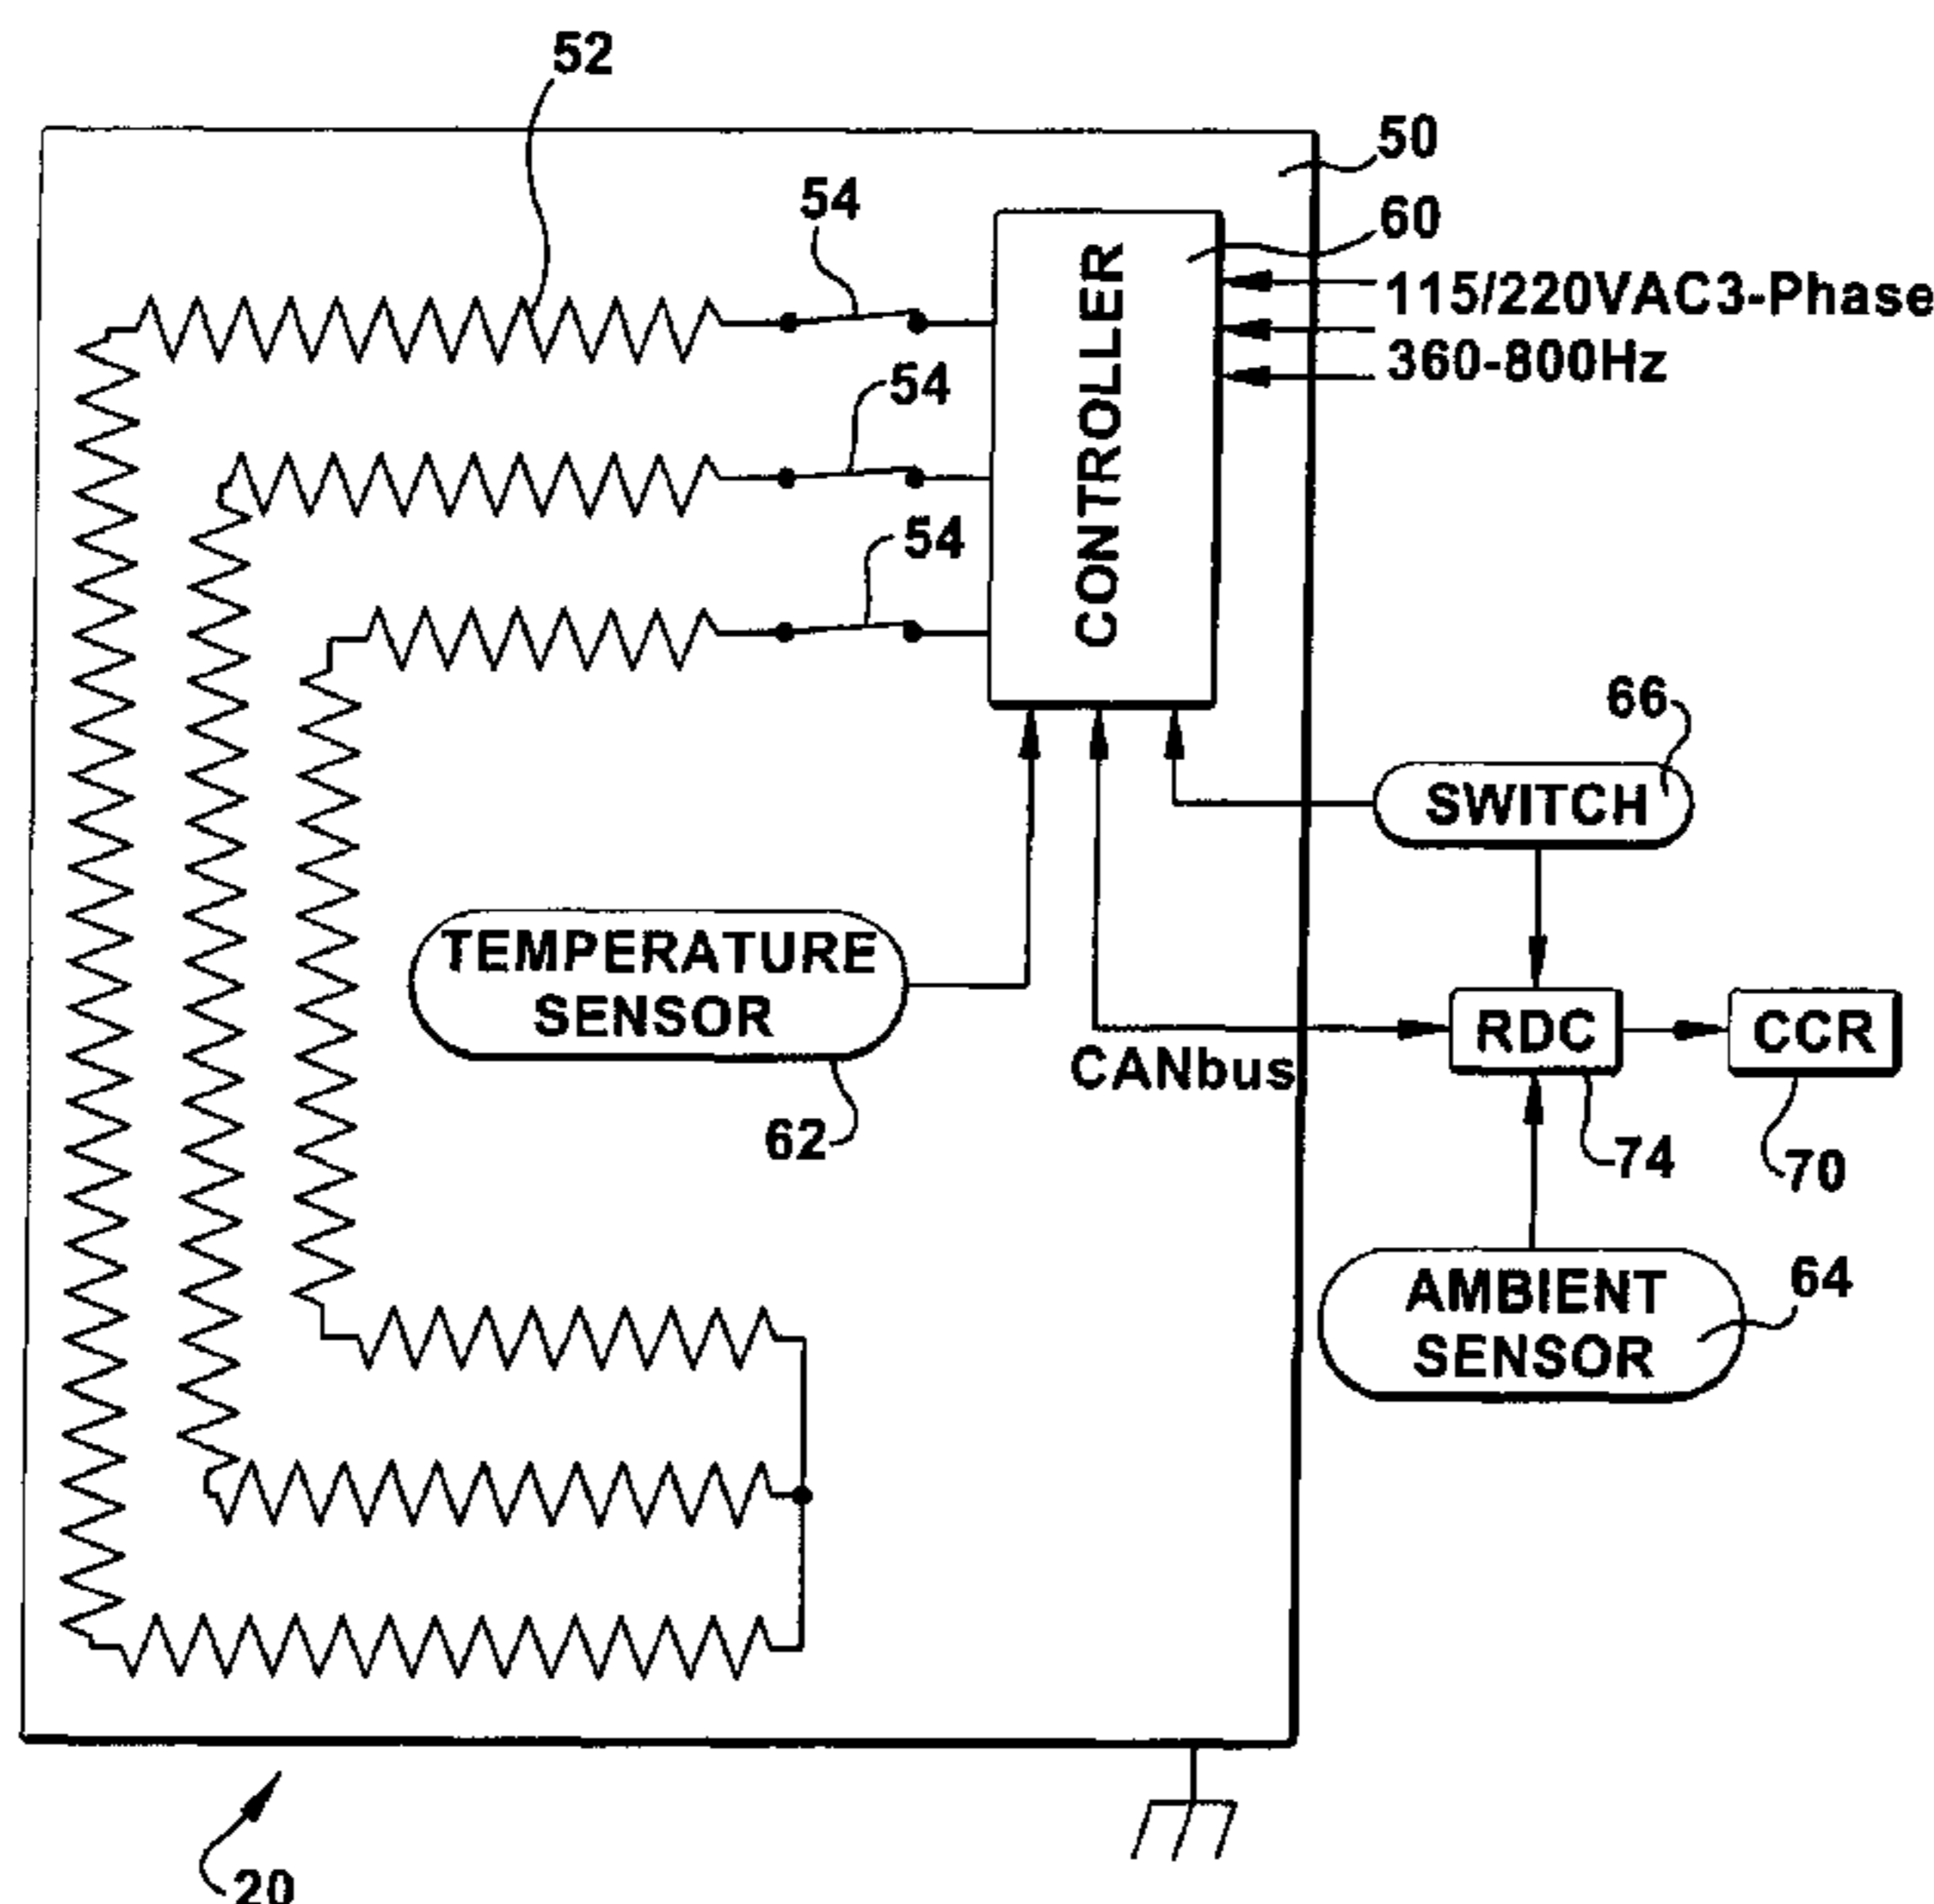 52
50
54
60
CONTROLLER
115/220VAC3-Phase
360-800Hz
54
54
66
SWITCH
TEMPERATURE
SENSOR
RDC
CCR
CANbus
62
74
70
AMBIENT
SENSOR
64
20